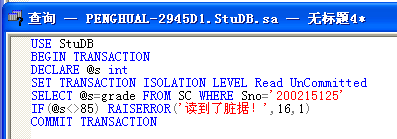 查询 — PENGHUAL-2945D1.StuDB.sa — 无标题4*
USE StuDB
BEGIN TRANSACTION
DECLARE @s int
SET TRANSACTION ISOLATION LEVEL Read UnCommitted
SELECT @s=grade FROM SC WHERE Sno='200215125'
IF(@s<>85) RAISERROR('读到了脏据!',16,1)
COMMIT TRANSACTION